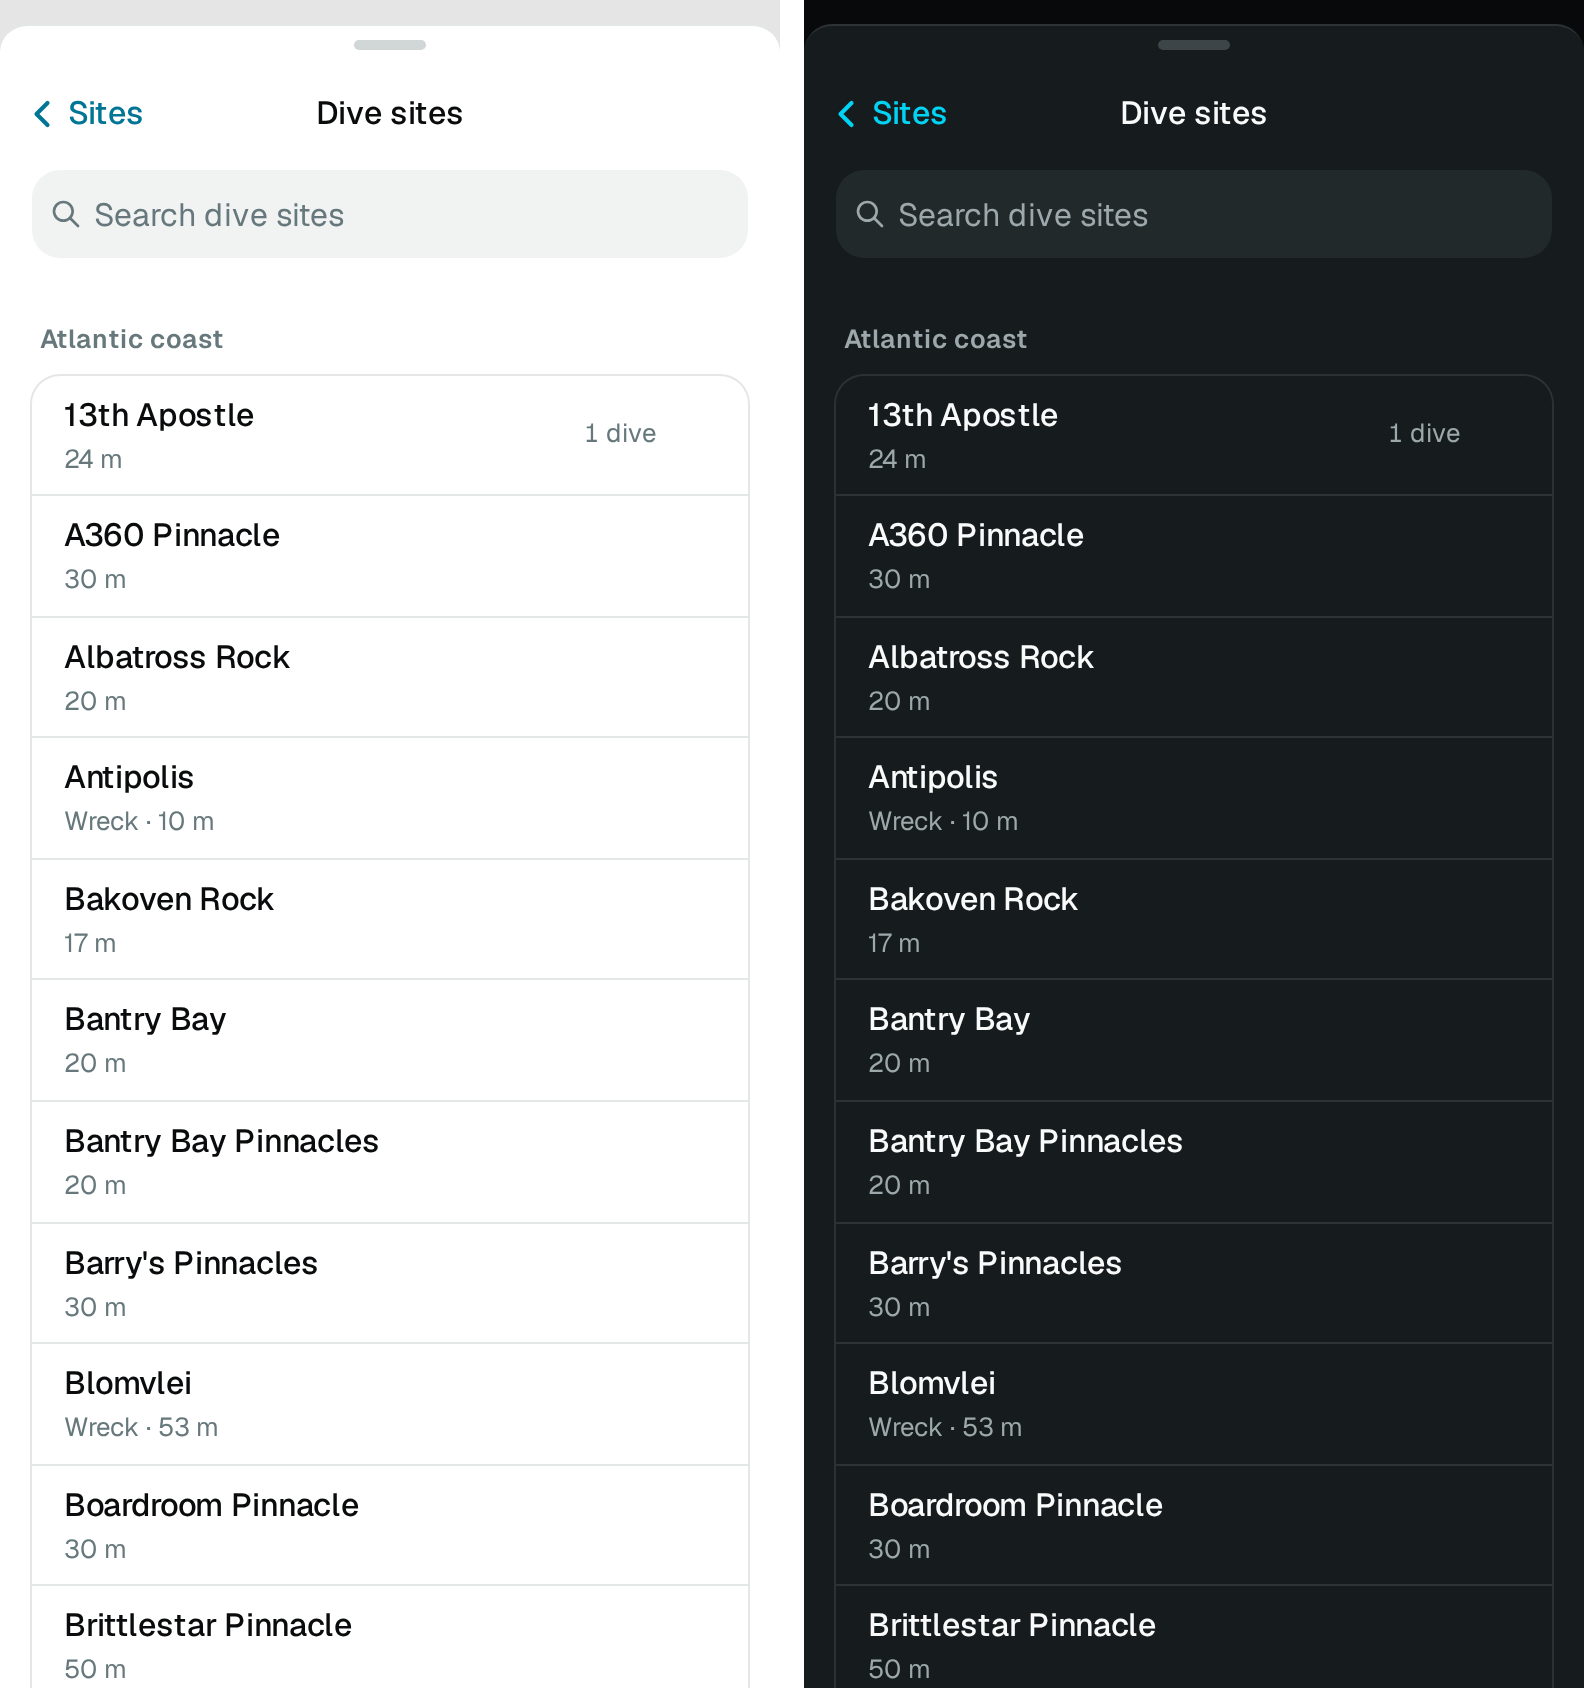 Sites
Dive sites
Search dive sites
Atlantic coast
13th Apostle
24 m
1 dive
A360 Pinnacle
30 m
Albatross Rock
20 m
Antipolis
Wreck · 10 m
Bakoven Rock
17 m
Bantry Bay
20 m
Bantry Bay Pinnacles
20 m
Barry's Pinnacles
30 m
Blomvlei
Wreck · 53 m
Boardroom Pinnacle
30 m
Brittlestar Pinnacle
50 m
Sites
Dive sites
Search dive sites
Atlantic coast
13th Apostle
24 m
1 dive
A360 Pinnacle
30 m
Albatross Rock
20 m
Antipolis
Wreck · 10 m
Bakoven Rock
17 m
Bantry Bay
20 m
Bantry Bay Pinnacles
20 m
Barry's Pinnacles
30 m
Blomvlei
Wreck · 53 m
Boardroom Pinnacle
30 m
Brittlestar Pinnacle
50 m